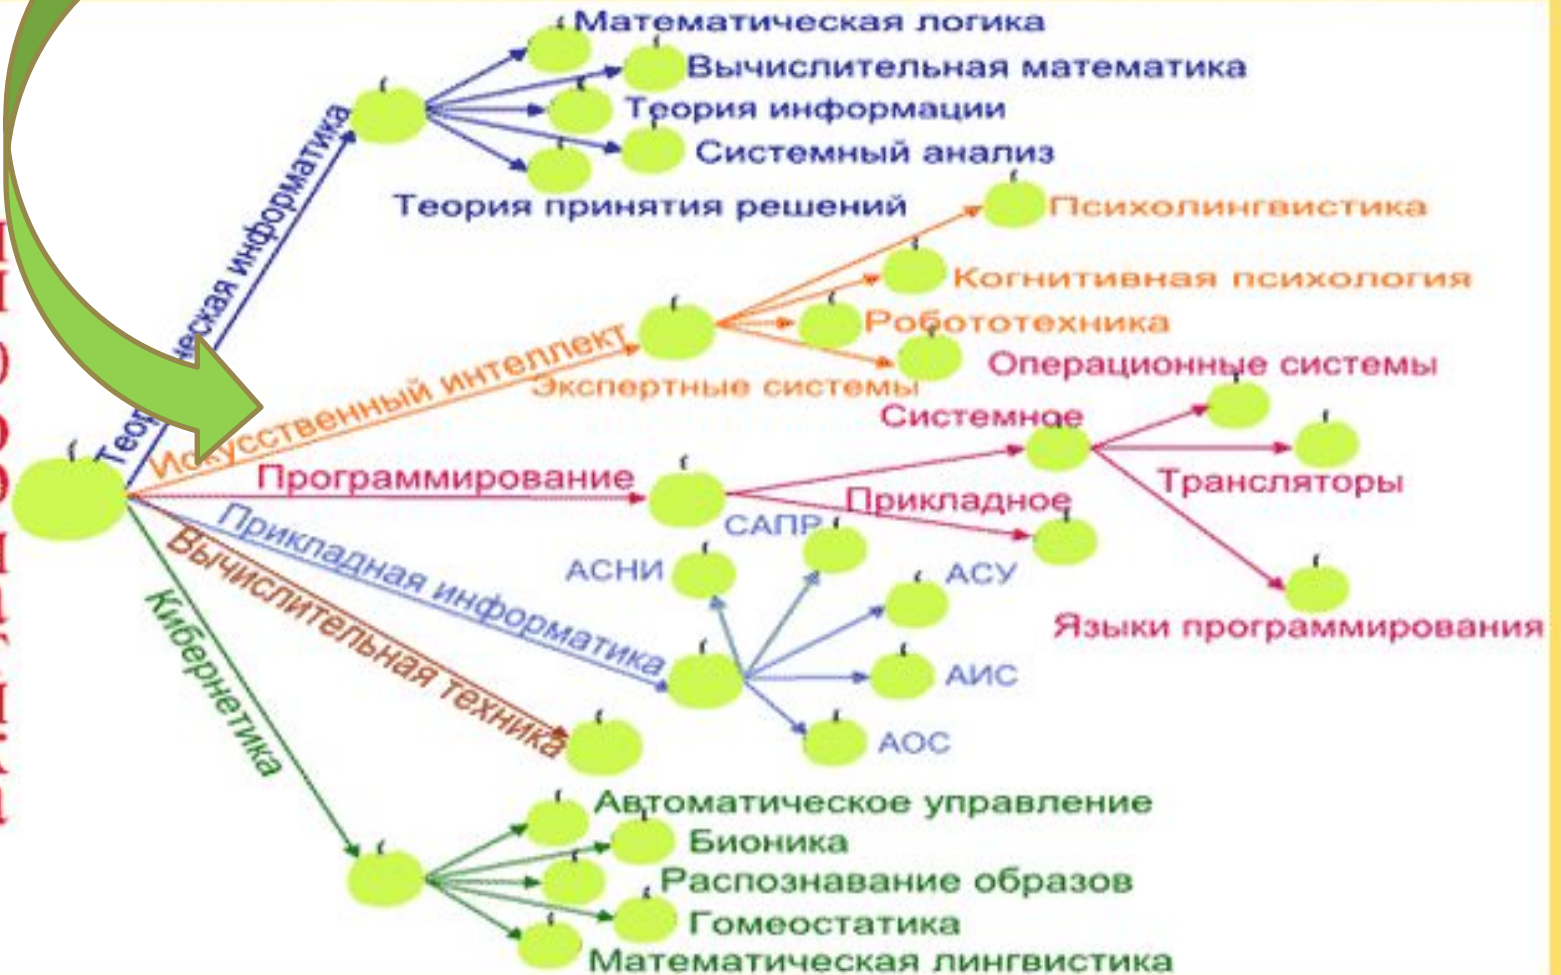 Математическая логика
Вычислительная математика
Теория информации
Системный анализ
Теория принятия решений
информатика
Психолингвистика
Когнитивная психология
Робототехника
Экспертные системы
Искусственный интеллект
Операционные системы
Системное
Трансляторы
Программирование
Прикладное
Языки программирования
САПР
АСНИ
АСУ
АИС
АОС
Прикладная информатика
Вычислительная техника
Кибернетика
Автоматическое управление
Бионика
Распознавание образов
Гомеостатика
Математическая лингвистика